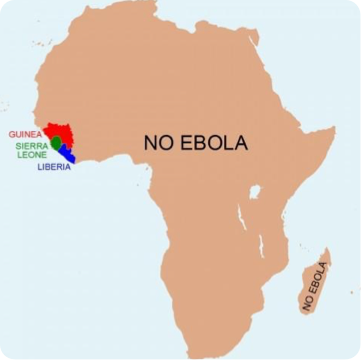 NO EBOLA
GUINEA
SIERRA
LEONE
LIBERIA
NO EBOLA